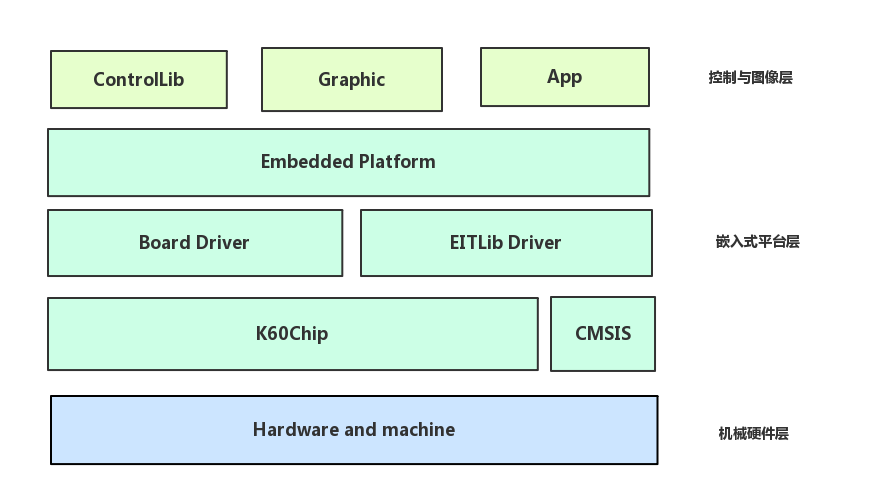 ControlLib
Graphic
App
控制与图像层
Embedded Platform
Board Driver
EITLib Driver
嵌入式平台层
K60Chip
CMSIS
Hardware and machine
机械硬件层